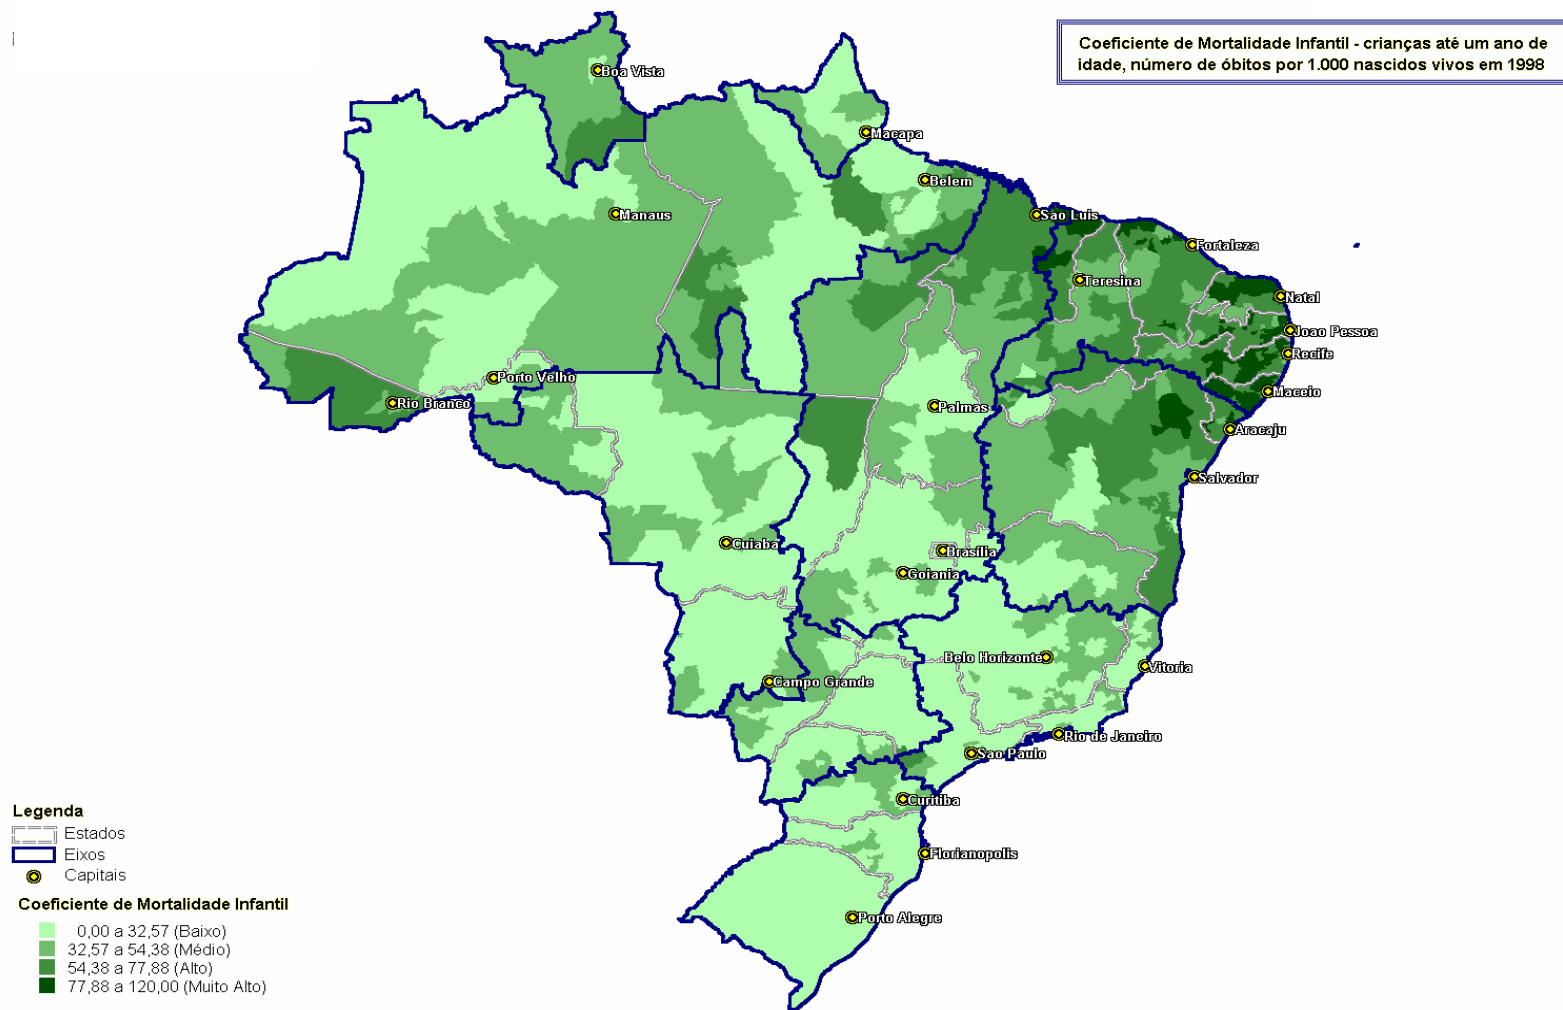 Coeficiente de Mortalidade Infantil - crianças até um ano de
idade, número de óbitos por 1.000 nascidos vivos em 1998
Boa Vista
Macapa
Belem
Manaus
Sao Luis
Fortaleza
Teresina
Natal
Joao Pessoa
Recife
Porto Velho
Maceio
Rio Branco
Palmas
Aracaju
Salvador
Cuiaba
Brasília
Goiania
Belo Horizonte
Vitoria
Campo Grande
Rio de Janeiro
Sao Paulo
Curitiba
Florianopolis
Porto Alegre
Legenda
Estados
Eixos
Capitais
Coeficiente de Mortalidade Infantil
0,00 a 32,57 (Baixo)
32,57 a 54,38 (Médio)
54,38 a 77,88 (Alto)
77,88 a 120,00 (Muito Alto)